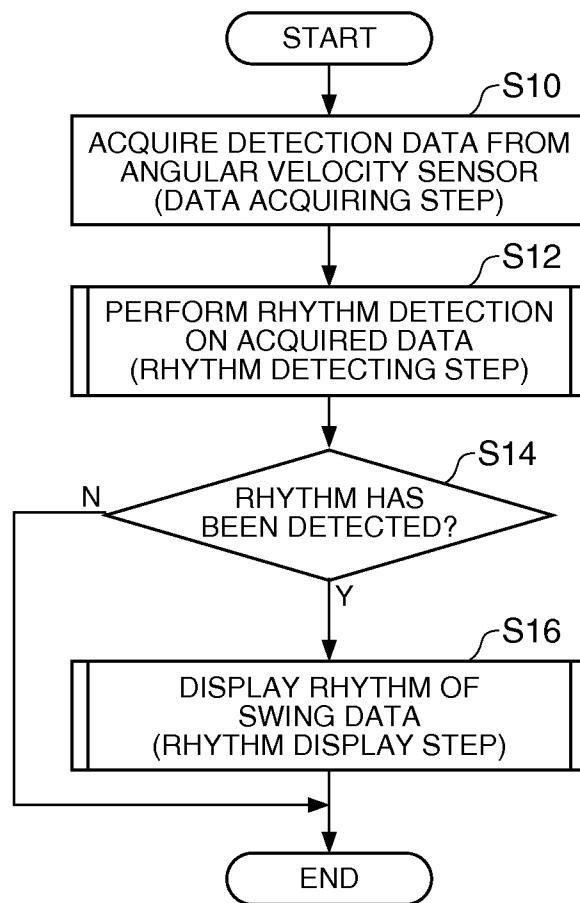 START
S10
ACQUIRE DETECTION DATA FROM
ANGULAR VELOCITY SENSOR
(DATA ACQUIRING STEP)
S12
PERFORM RHYTHM DETECTION
ON ACQUIRED DATA
(RHYTHM DETECTING STEP)
S14
N
RHYTHM HAS
BEEN DETECTED?
Y
S16
DISPLAY RHYTHM OF
SWING DATA
(RHYTHM DISPLAY STEP)
END